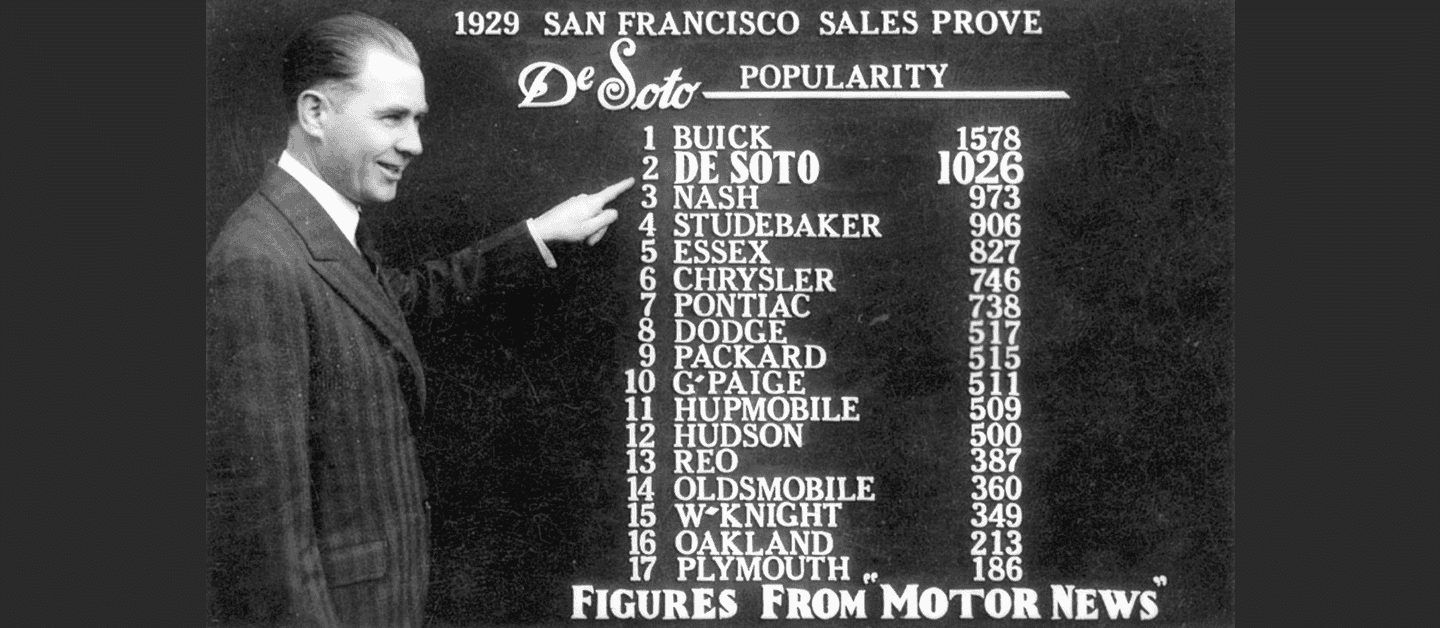 1929 SAN FRANCISCO SALES PROVE
De Soto POPULARITY
1 BUICK 1578
2 DE SOTO 1026
3 NASH 973
4 STUDEBAKER 906
5 ESSEX 827
6 CHRYSLER 746
7 PONTIAC 738
8 DODGE 517
9 PACKARD 515
10 G-PAIGE 511
11 HUPMOBILE 509
12 HUDSON 500
13 REO 387
14 OLDSMOBILE 360
15 W-KNIGHT 349
16 OAKLAND 213
17 PLYMOUTH 186
FIGURES FROM "MOTOR NEWS"